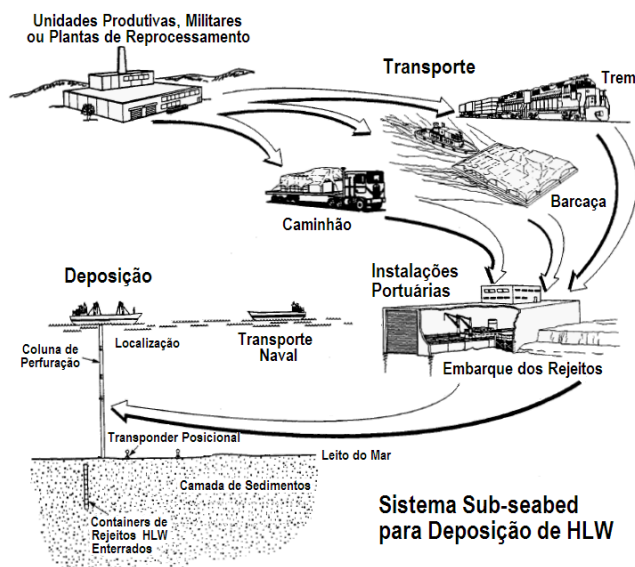 Unidades Produtivas, Militares
ou Plantas de Reprocessamento
Transporte
Trem
Caminhão
Barcaça
Instalações
Portuárias
Embarque dos Rejeitos
Deposição
Localização
Transporte
Naval
Coluna de
Perfuração
Transponder Posicional
Leito do Mar
Camada de Sedimentos
Containers de
Rejeitos HLW
Enterrados
Sistema Sub-seabed
para Deposição de HLW